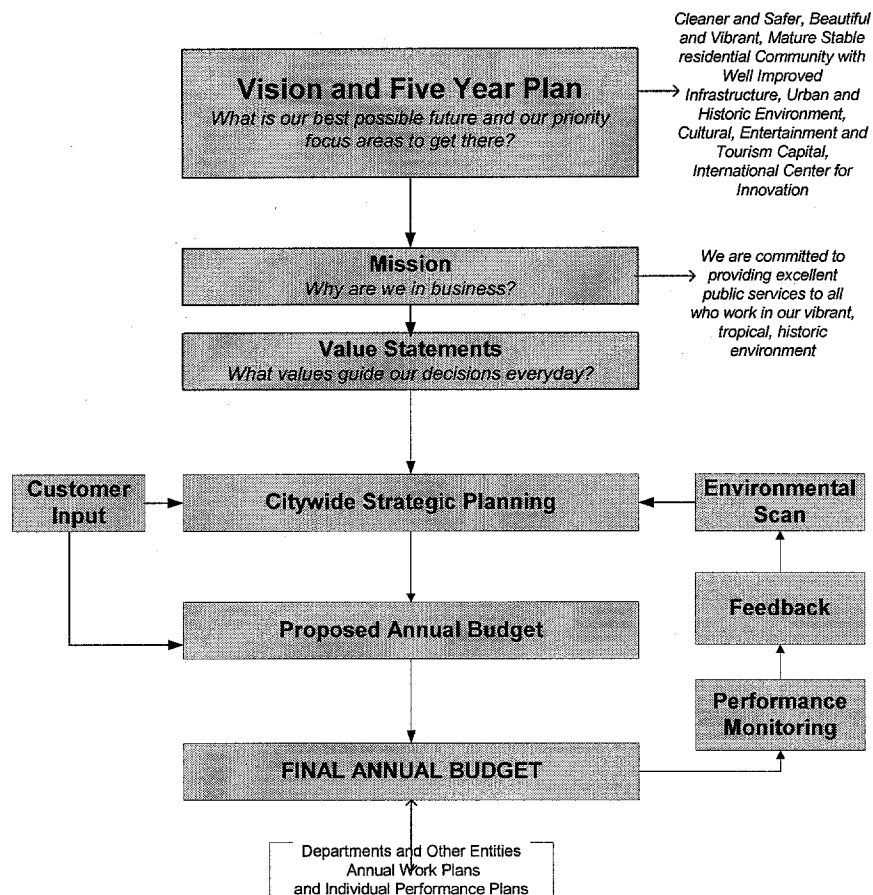 Cleaner and Safer, Beautiful
and Vibrant, Mature Stable
residential Community with
Well Improved
Infrastructure, Urban and
Historic Environment,
Cultural, Entertainment and
Tourism Capital,
International Center for
Innovation
Vision and Five Year Plan
What is our best possible future and our priority
focus areas to get there?
Mission
Why are we in business?
We are committed to
providing excellent
public services to all
who work in our vibrant,
tropical, historic
environment
Value Statements
What values guide our decisions everyday?
Customer
Input
Citywide Strategic Planning
Environmental
Scan
Proposed Annual Budget
Feedback
Performance
Monitoring
FINAL ANNUAL BUDGET
Departments and Other Entities
Annual Work Plans
and Individual Performance Plans